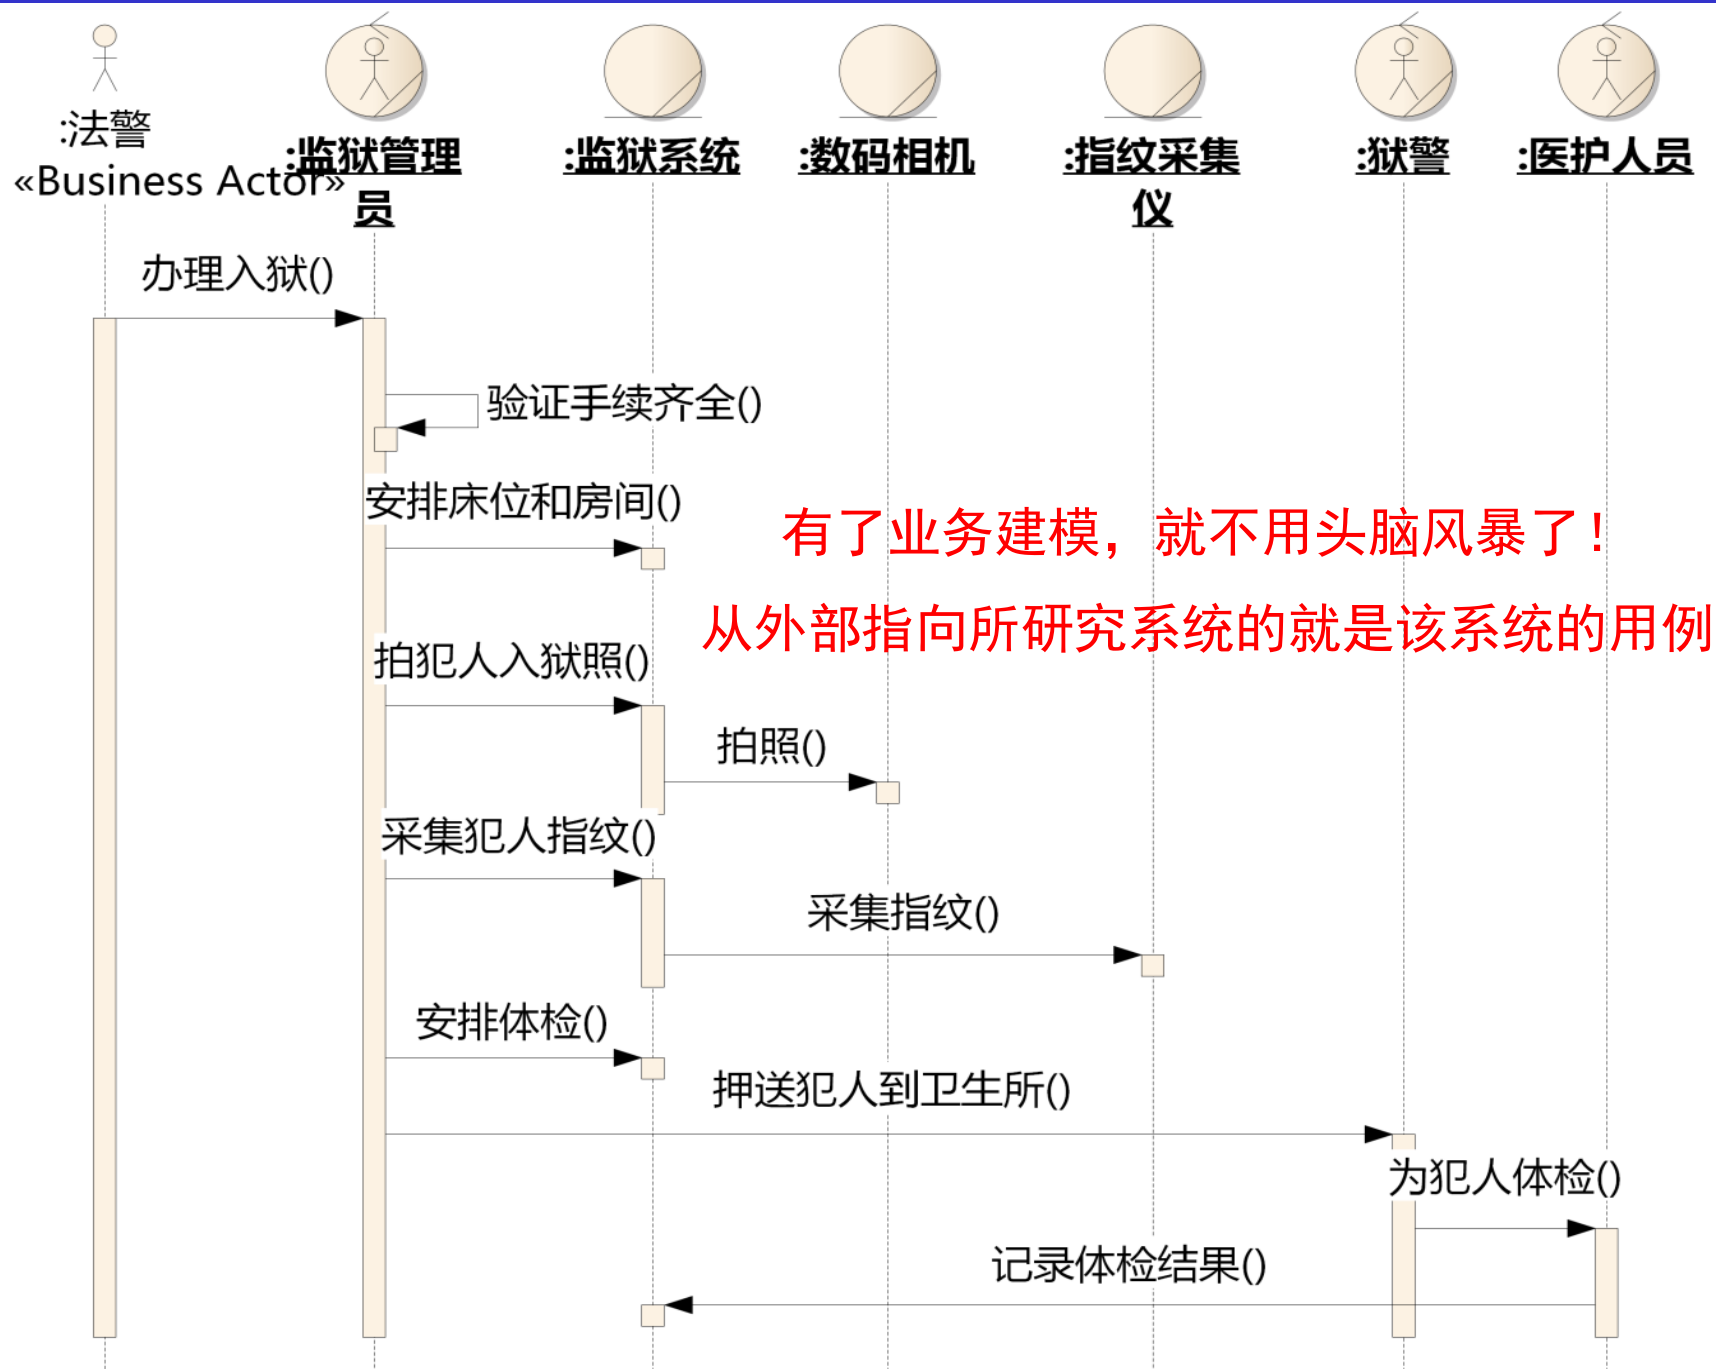 :法警
«Business Actor»
:监狱管理
员
:监狱系统
:数码相机
:指纹采集
仪
:狱警
:医护人员
办理入狱()
验证手续齐全()
安排床位和房间()
有了业务建模，就不用头脑风暴了！
从外部指向所研究系统的就是该系统的用例
拍犯人入狱照()
拍照()
采集犯人指纹()
采集指纹()
安排体检()
押送犯人到卫生所()
为犯人体检()
记录体检结果()